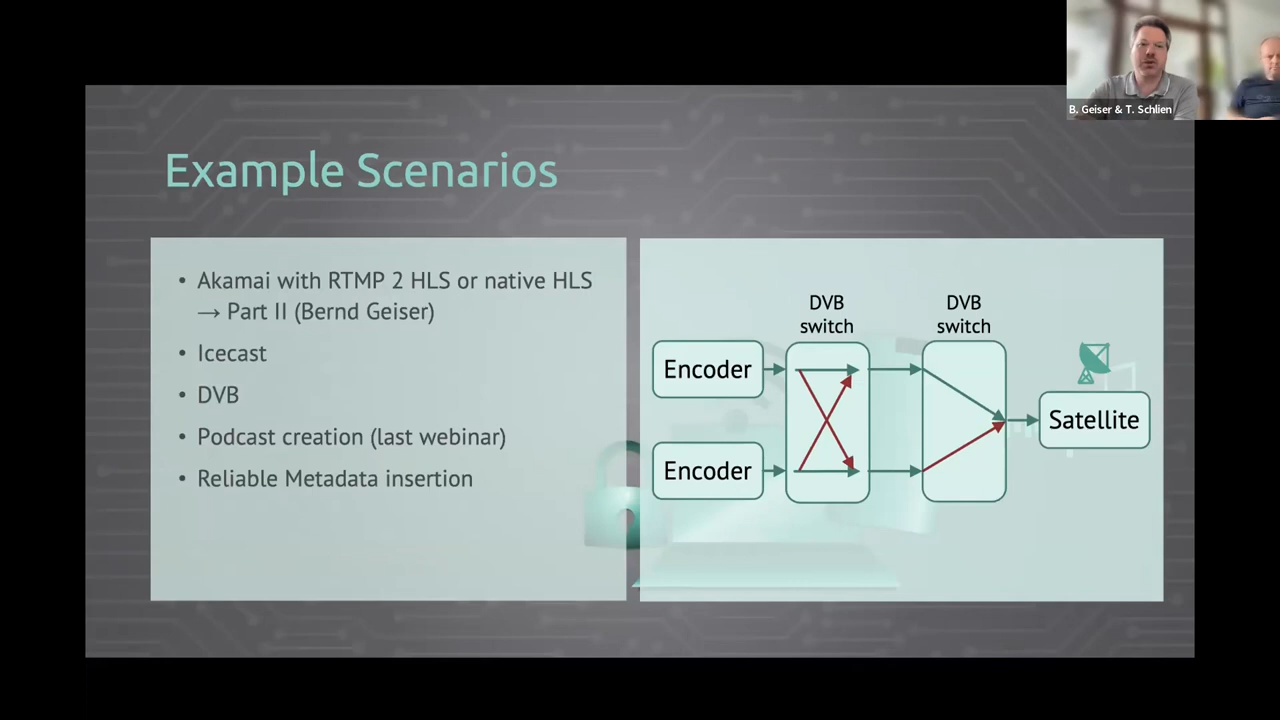 B. Geiser & T. Schlien
Example Scenarios
• Akamai with RTMP 2 HLS or native HLS
→ Part II (Bernd Geiser)
• Icecast
• DVB
• Podcast creation (last webinar)
• Reliable Metadata insertion
DVB
switch
DVB
switch
Encoder
Encoder
Satellite